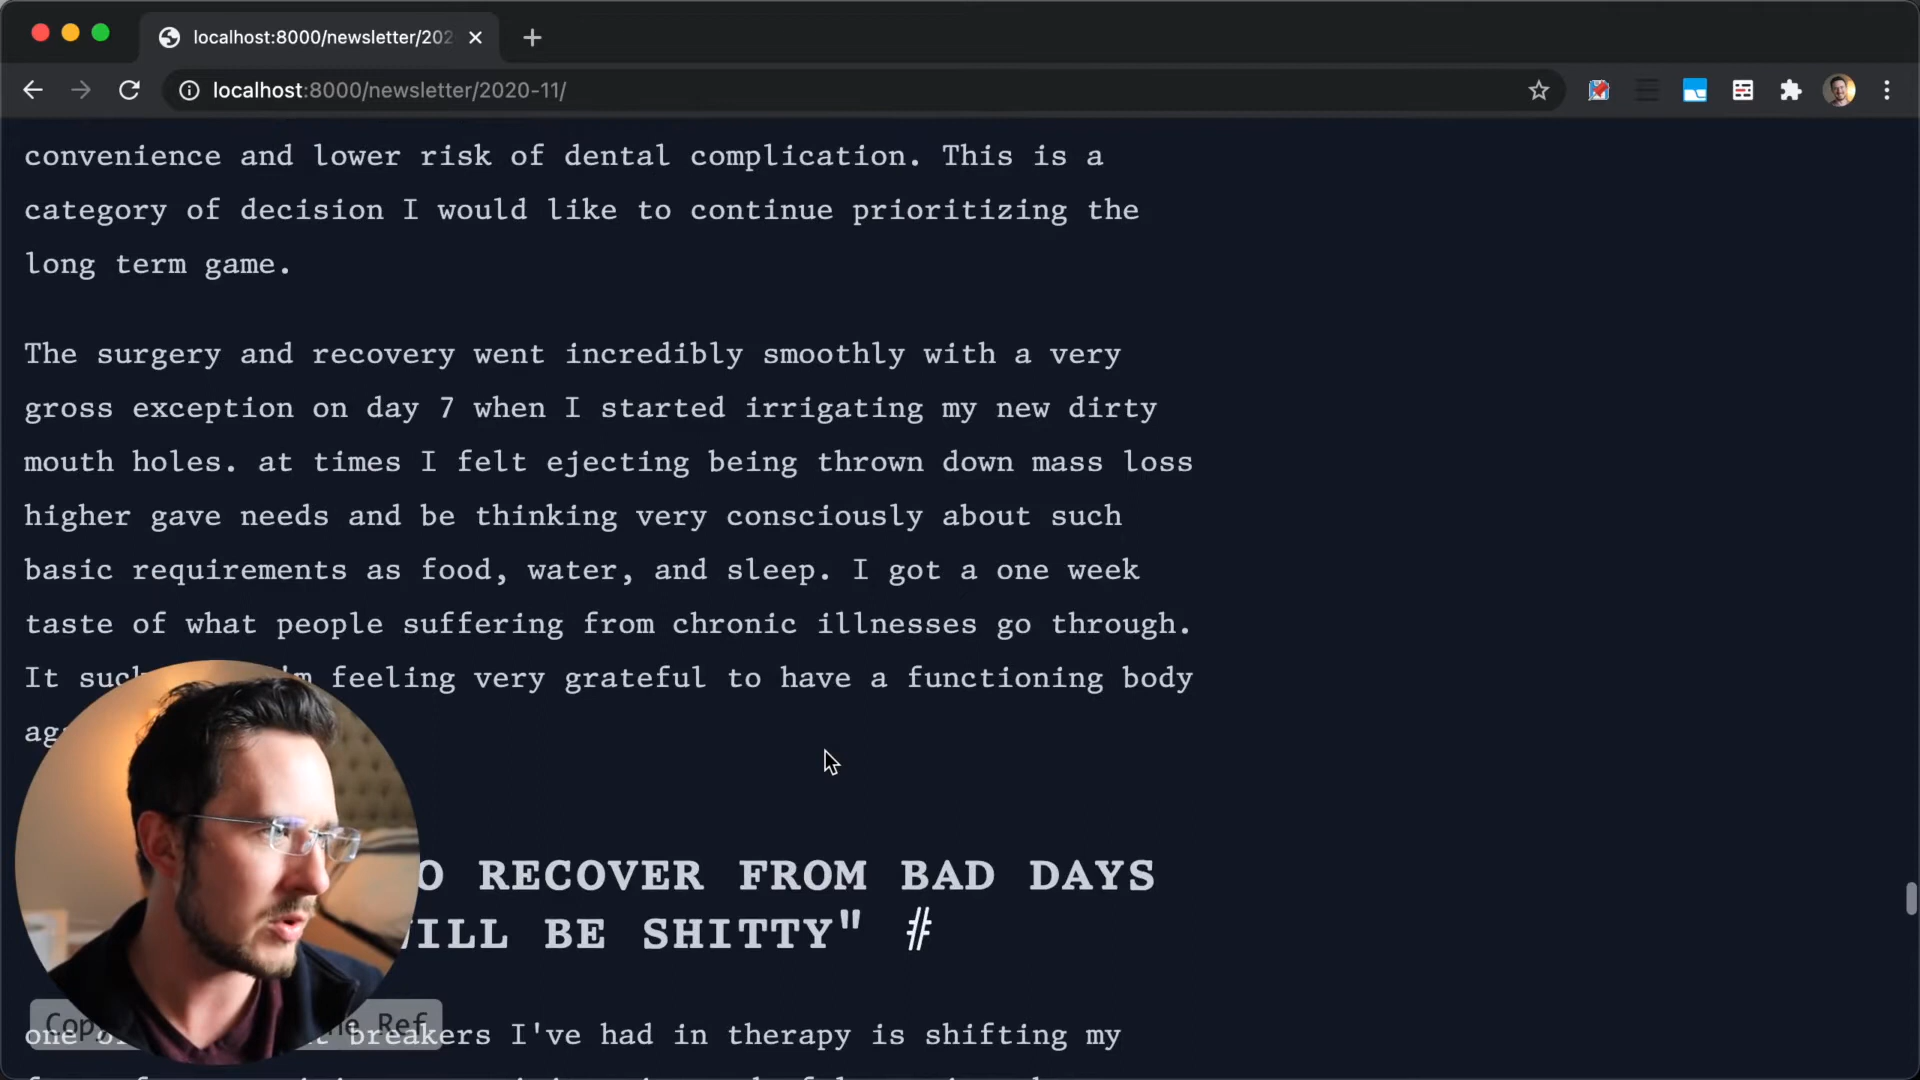 localhost:8000/newsletter/202
localhost:8000/newsletter/2020-11/
convenience and lower risk of dental complication. This is a
category of decision I would like to continue prioritizing the
long term game.
The surgery and recovery went incredibly smoothly with a very
gross exception on day 7 when I started irrigating my new dirty
mouth holes. at times I felt ejecting being thrown down mass loss
higher gave needs and be thinking very consciously about such
basic requirements as food, water, and sleep. I got a one week
taste of what people suffering from chronic illnesses go through.
It feeling very grateful to have a functioning body
RECOVER FROM BAD DAYS
WILL BE SHITTY" #
Ref
one breakers I've had in therapy is shifting my